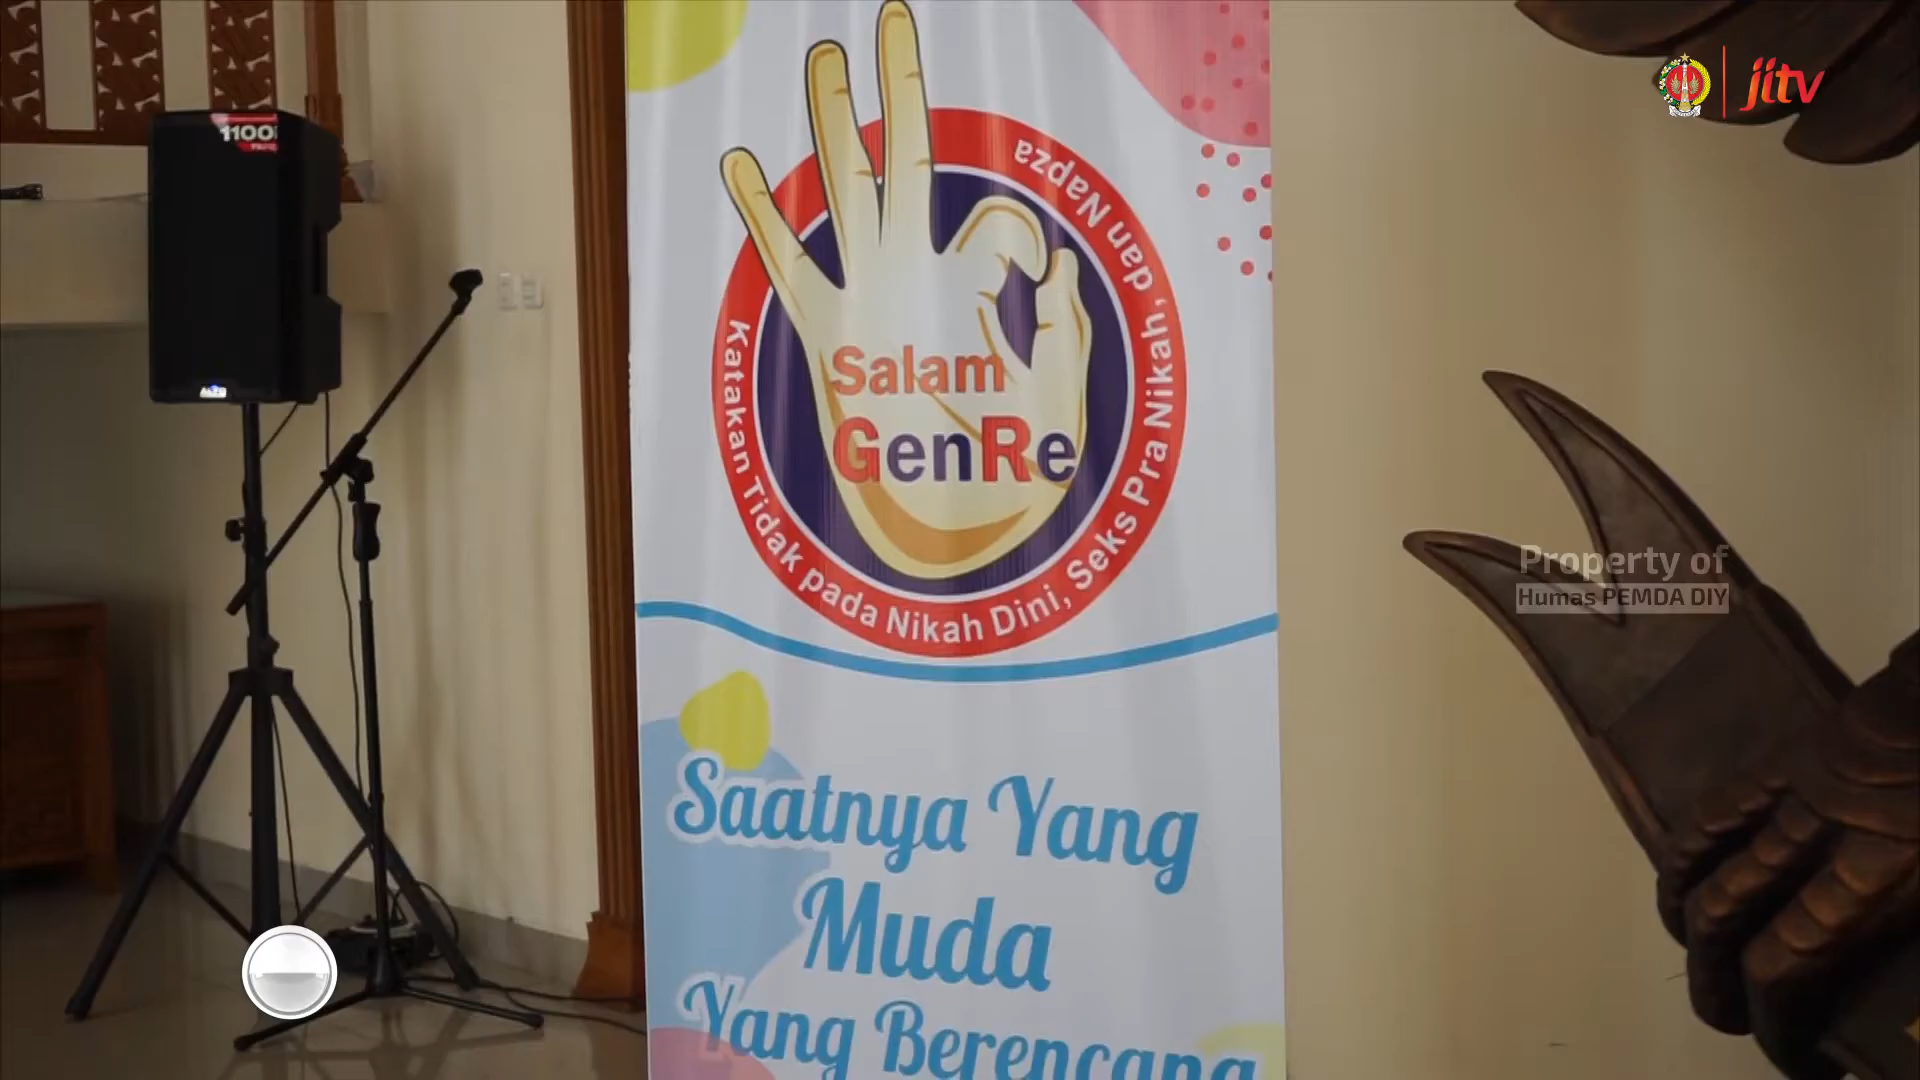 1100
jitv
Salam
GenRe
Katakan Tidak pada Nikah Dini, Seks Pra Nikah, dan Napza
Property of
Humas PEMDA DIY
Saatnya Yang
Muda
Yang Berencana